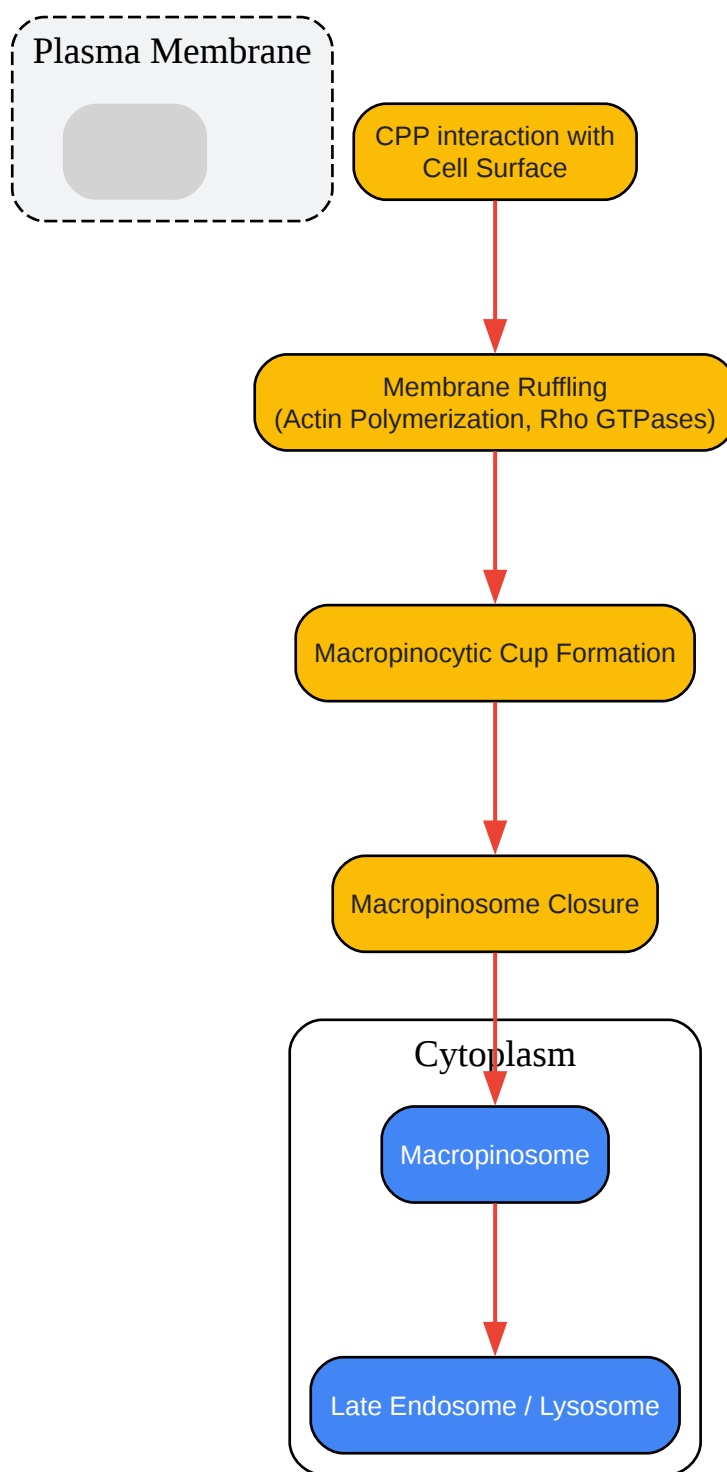 Plasma Membrane
CPP interaction with
Cell Surface
Membrane Ruffling
(Actin Polymerization, Rho GTPases)
Macropinocytic Cup Formation
Macropinosome Closure
Cytoplasm
Macropinosome
Late Endosome / Lysosome